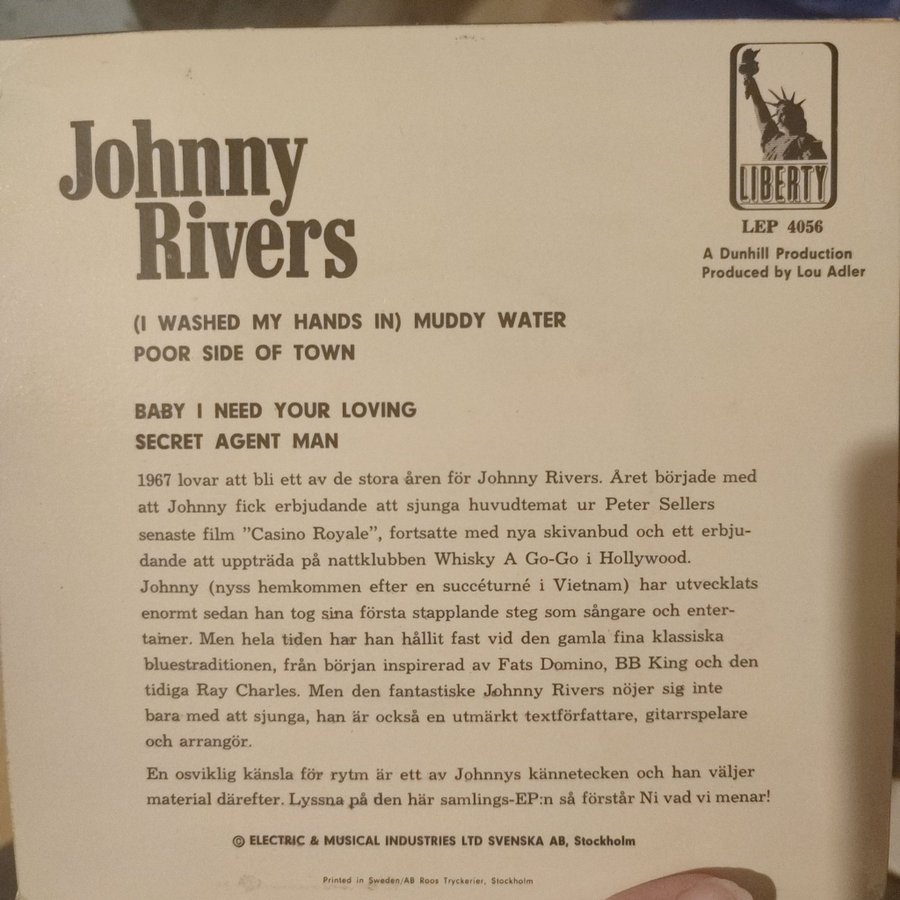 Johnny
Rivers
LIBERTY
LEP 4056
A Dunhill Production
Produced by Lou Adler
(I WASHED MY HANDS IN) MUDDY WATER
POOR SIDE OF TOWN
BABY I NEED YOUR LOVING
SECRET AGENT MAN
1967 lovar att bli ett av de stora åren för Johnny Rivers. Året började med
att Johnny fick erbjudande att sjunga huvudtemat ur Peter Sellers
senaste film ”Casino Royale”, fortsatte med nya skivanbud och ett erbju-
dande att uppträda på nattklubben Whisky A Go-Go i Hollywood.
Johnny (nyss hemkommen efter en succéturné i Vietnam) har utvecklats
enormt sedan han tog sina första stapplande steg som sångare och enter-
tainer. Men hela tiden har han hållit fast vid den gamla fina klassiska
bluestraditionen, från början inspirerad av Fats Domino, BB King och den
tidiga Ray Charles. Men den fantastiske Johnny Rivers nöjer sig inte
bara med att sjunga, han är också en utmärkt textförfattare, gitarrspelare
och arrangör.
En osviklig känsla för rytm är ett av Johnnys kännetecken och han väljer
material därefter. Lyssna på den här samlings-EP:n så förstår Ni vad vi menar!
© ELECTRIC & MUSICAL INDUSTRIES LTD SVENSKA AB, Stockholm
Printed in Sweden/AB Roos Tryckerier, Stockholm